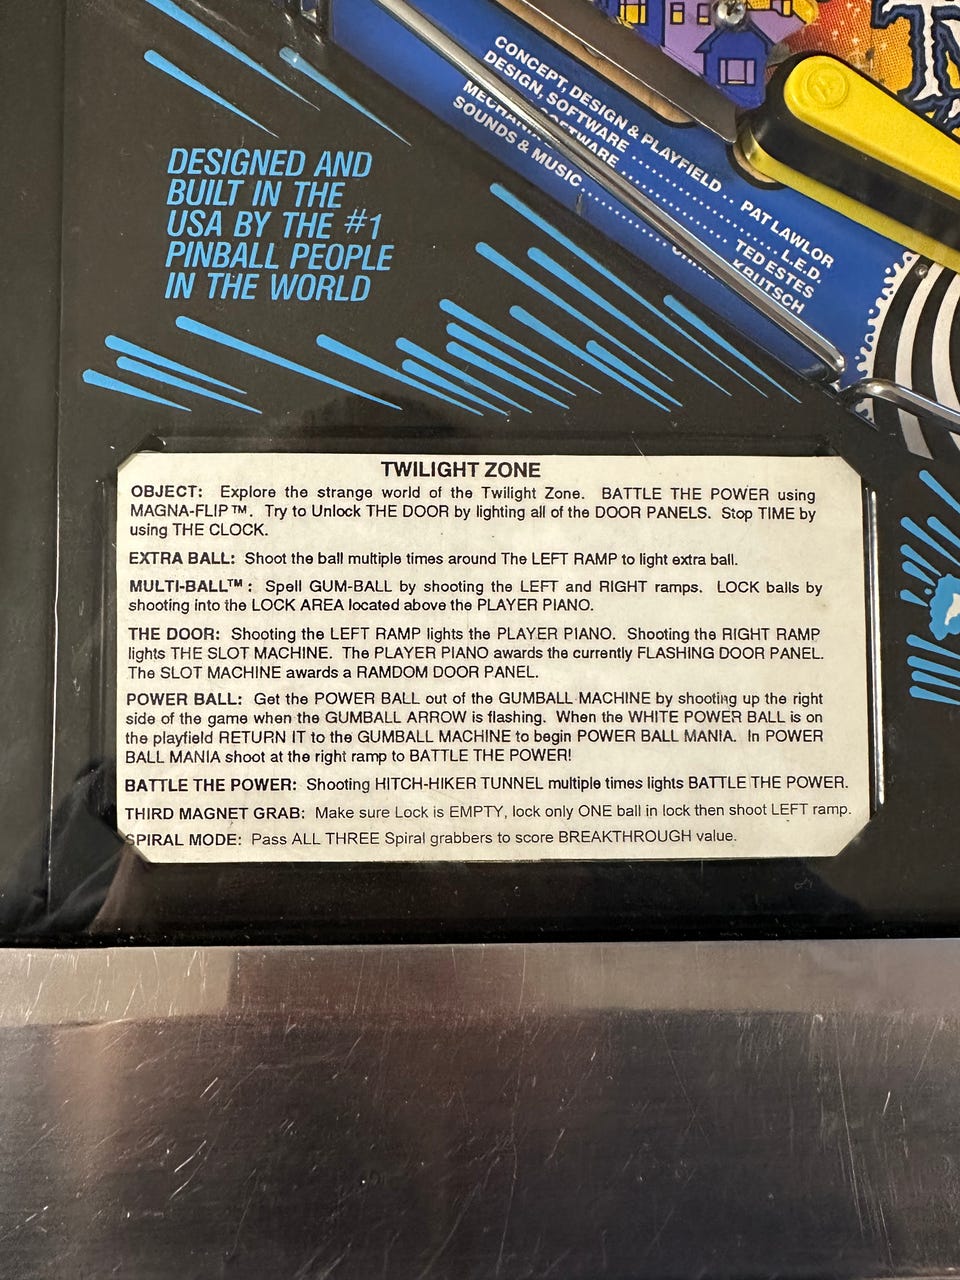 CONCEPT, DESIGN & PLAYFIELD ... PAT LAWLOR
DESIGN, SOFTWARE .......... L.E.D.
SOFTWARE .......... TED ESTES
SOUNDS & MUSIC .......... KRUTSCH
DESIGNED AND
BUILT IN THE
USA BY THE #1
PINBALL PEOPLE
IN THE WORLD
TWILIGHT ZONE
OBJECT: Explore the strange world of the Twilight Zone. BATTLE THE POWER using
MAGNA-FLIP™. Try to Unlock THE DOOR by lighting all of the DOOR PANELS. Stop TIME by
using THE CLOCK.
EXTRA BALL: Shoot the ball multiple times around The LEFT RAMP to light extra ball.
MULTI-BALL™: Spell GUM-BALL by shooting the LEFT and RIGHT ramps. LOCK balls by
shooting into the LOCK AREA located above the PLAYER PIANO.
THE DOOR: Shooting the LEFT RAMP lights the PLAYER PIANO. Shooting the RIGHT RAMP
lights THE SLOT MACHINE. The PLAYER PIANO awards the currently FLASHING DOOR PANEL.
The SLOT MACHINE awards a RAMDOM DOOR PANEL.
POWER BALL: Get the POWER BALL out of the GUMBALL MACHINE by shooting up the right
side of the game when the GUMBALL ARROW is flashing. When the WHITE POWER BALL is on
the playfield RETURN IT to the GUMBALL MACHINE to begin POWER BALL MANIA. In POWER
BALL MANIA shoot at the right ramp to BATTLE THE POWER!
BATTLE THE POWER: Shooting HITCH-HIKER TUNNEL multiple times lights BATTLE THE POWER.
THIRD MAGNET GRAB: Make sure Lock is EMPTY, lock only ONE ball in lock then shoot LEFT ramp.
SPIRAL MODE: Pass ALL THREE Spiral grabbers to score BREAKTHROUGH value.